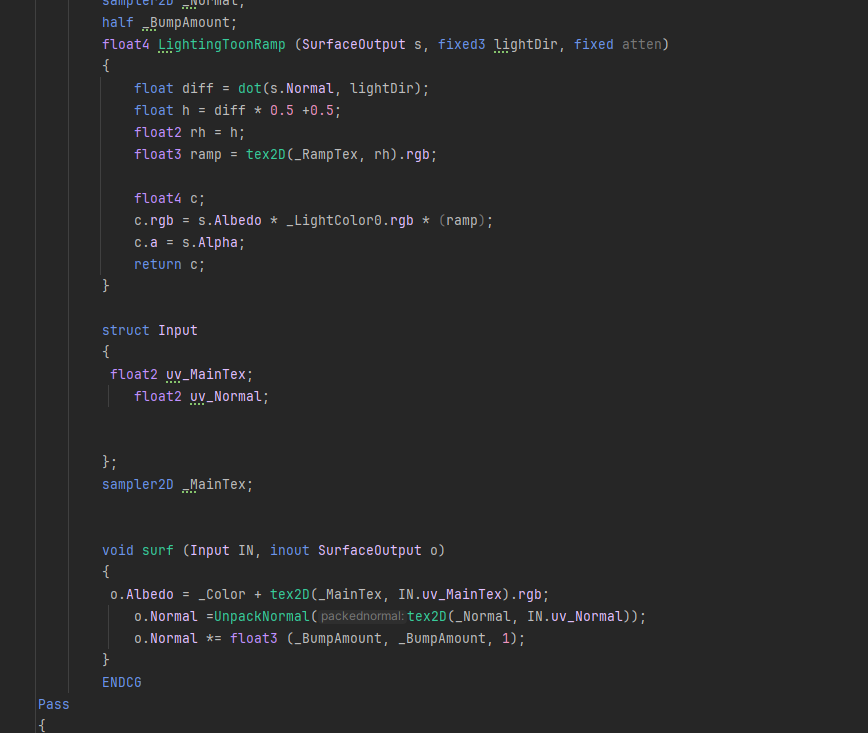 sampler2D _Normal;
half _BumpAmount;
float4 LightingToonRamp (SurfaceOutput s, fixed3 lightDir, fixed atten)
{
float diff = dot(s.Normal, lightDir);
float h = diff * 0.5 +0.5;
float2 rh = h;
float3 ramp = tex2D(_RampTex, rh).rgb;
float4 c;
c.rgb = s.Albedo * _LightColor0.rgb * (ramp);
c.a = s.Alpha;
return c;
}
struct Input
{
float2 uv_MainTex;
float2 uv_Normal;
};
sampler2D _MainTex;
void surf (Input IN, inout SurfaceOutput o)
{
o.Albedo = _Color + tex2D(_MainTex, IN.uv_MainTex).rgb;
o.Normal =UnpackNormal(packednormal:tex2D(_Normal, IN.uv_Normal));
o.Normal *= float3 (_BumpAmount, _BumpAmount, 1);
}
ENDCG
Pass
{